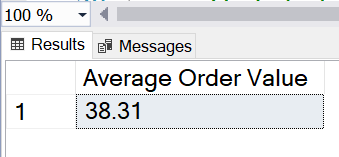 100 %
Results Messages
Average Order Value
1 38.31